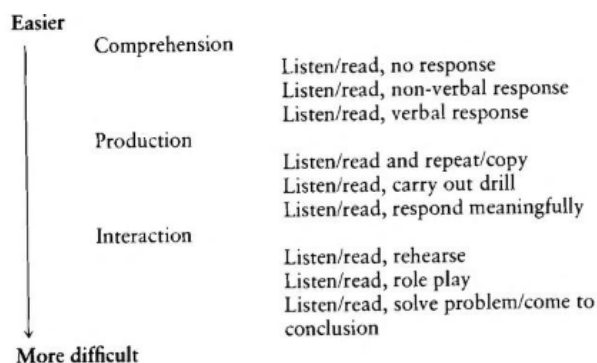 Easier
Comprehension
Listen/read, no response
Listen/read, non-verbal response
Listen/read, verbal response
Production
Listen/read and repeat/copy
Listen/read, carry out drill
Listen/read, respond meaningfully
Interaction
Listen/read, rehearse
Listen/read, role play
Listen/read, solve problem/come to
conclusion
More difficult